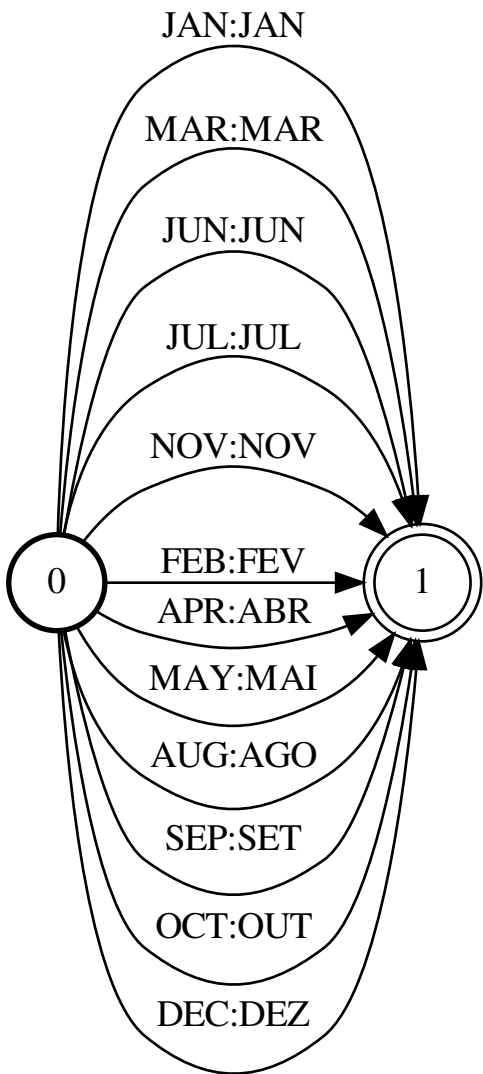 JAN:JAN
MAR:MAR
JUN:JUN
JUL:JUL
NOV:NOV
0
FEB:FEV
1
APR:ABR
MAY:MAI
AUG:AGO
SEP:SET
OCT:OUT
DEC:DEZ